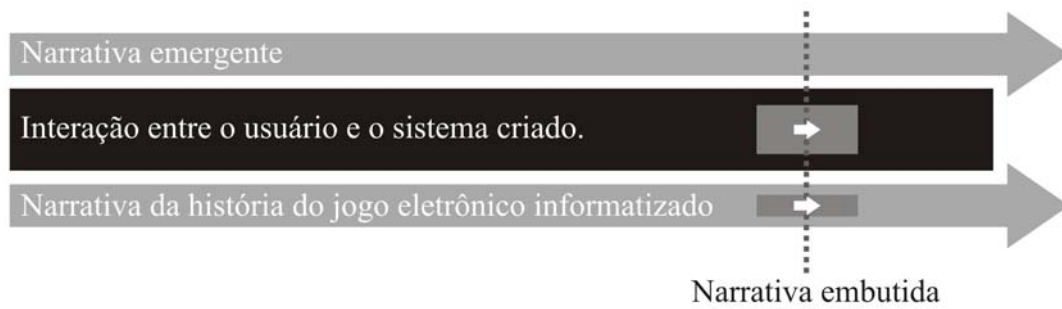 Narrativa emergente
Interação entre o usuário e o sistema criado.
Narrativa da história do jogo eletrônico informatizado
Narrativa embutida